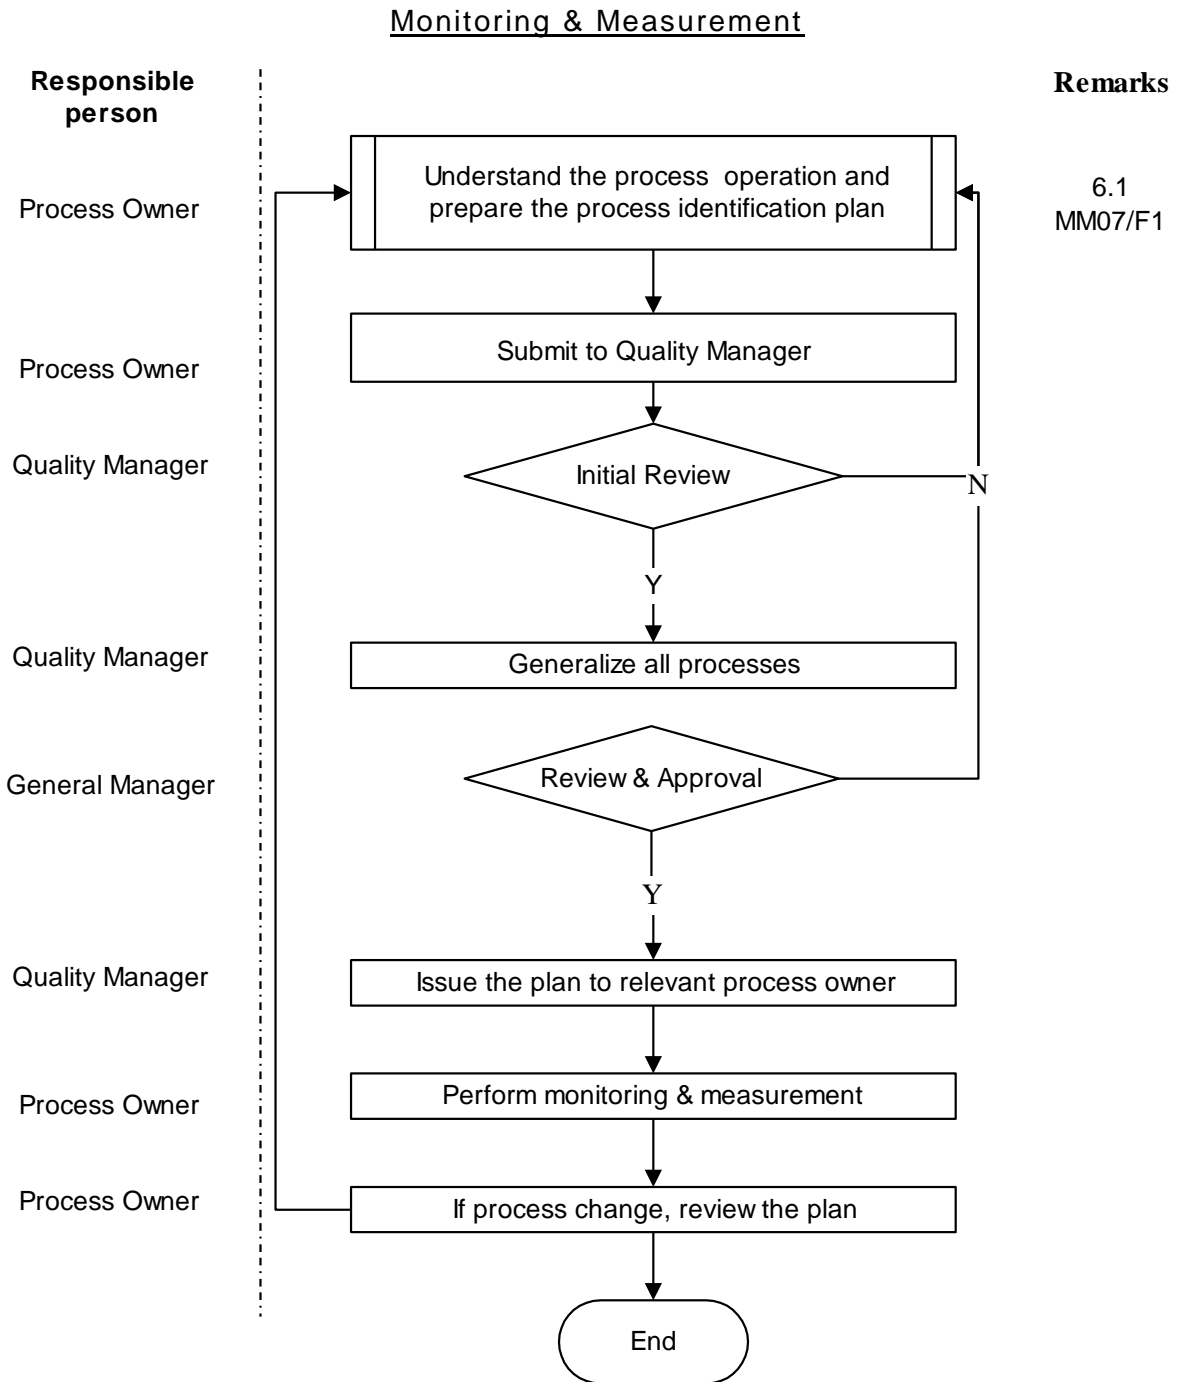 Monitoring & Measurement
Responsible
person
Remarks
Process Owner
Understand the process operation and
prepare the process identification plan
6.1
MM07/F1
Process Owner
Submit to Quality Manager
Quality Manager
Initial Review
N
Y
Quality Manager
Generalize all processes
General Manager
Review & Approval
Y
Quality Manager
Issue the plan to relevant process owner
Process Owner
Perform monitoring & measurement
Process Owner
If process change, review the plan
End